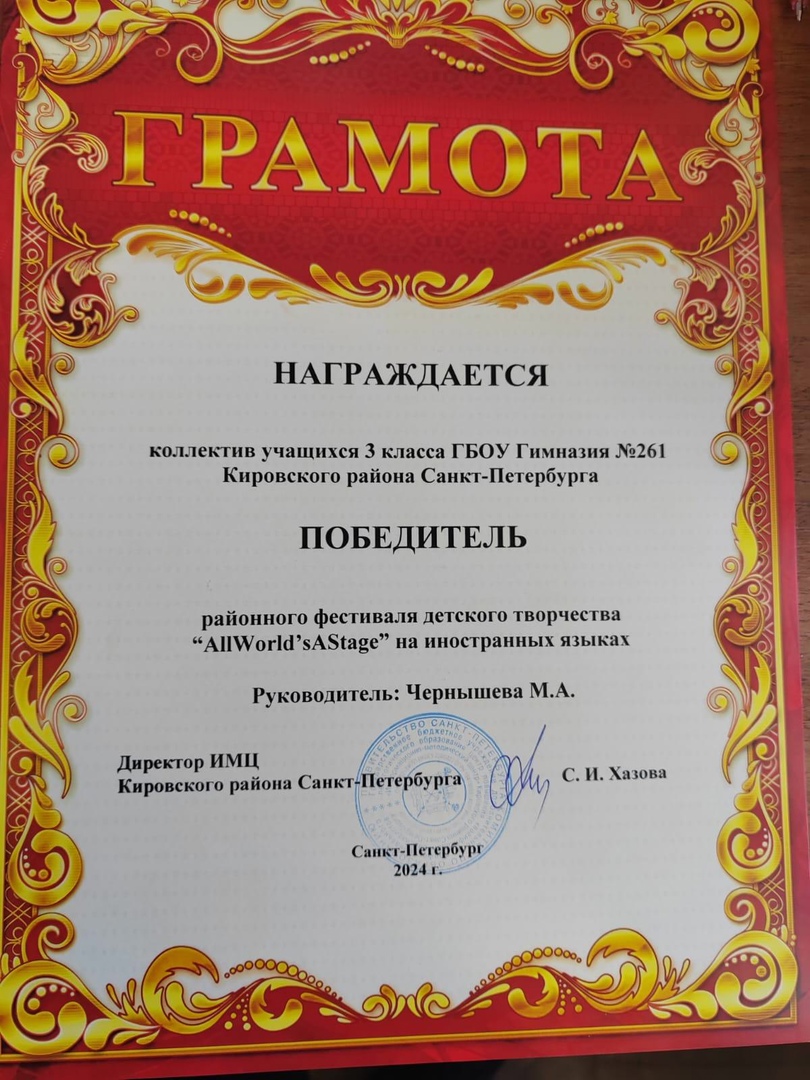 ГРАМОТА
НАГРАЖДАЕТСЯ
коллектив учащихся 3 класса ГБОУ Гимназия №261
Кировского района Санкт-Петербурга
ПОБЕДИТЕЛЬ
районного фестиваля детского творчества
“AllWorld’sAStage” на иностранных языках
Руководитель: Чернышева М.А.
Директор ИМЦ
Кировского района Санкт-Петербурга
С. И. Хазова
Санкт-Петербург
2024 г.